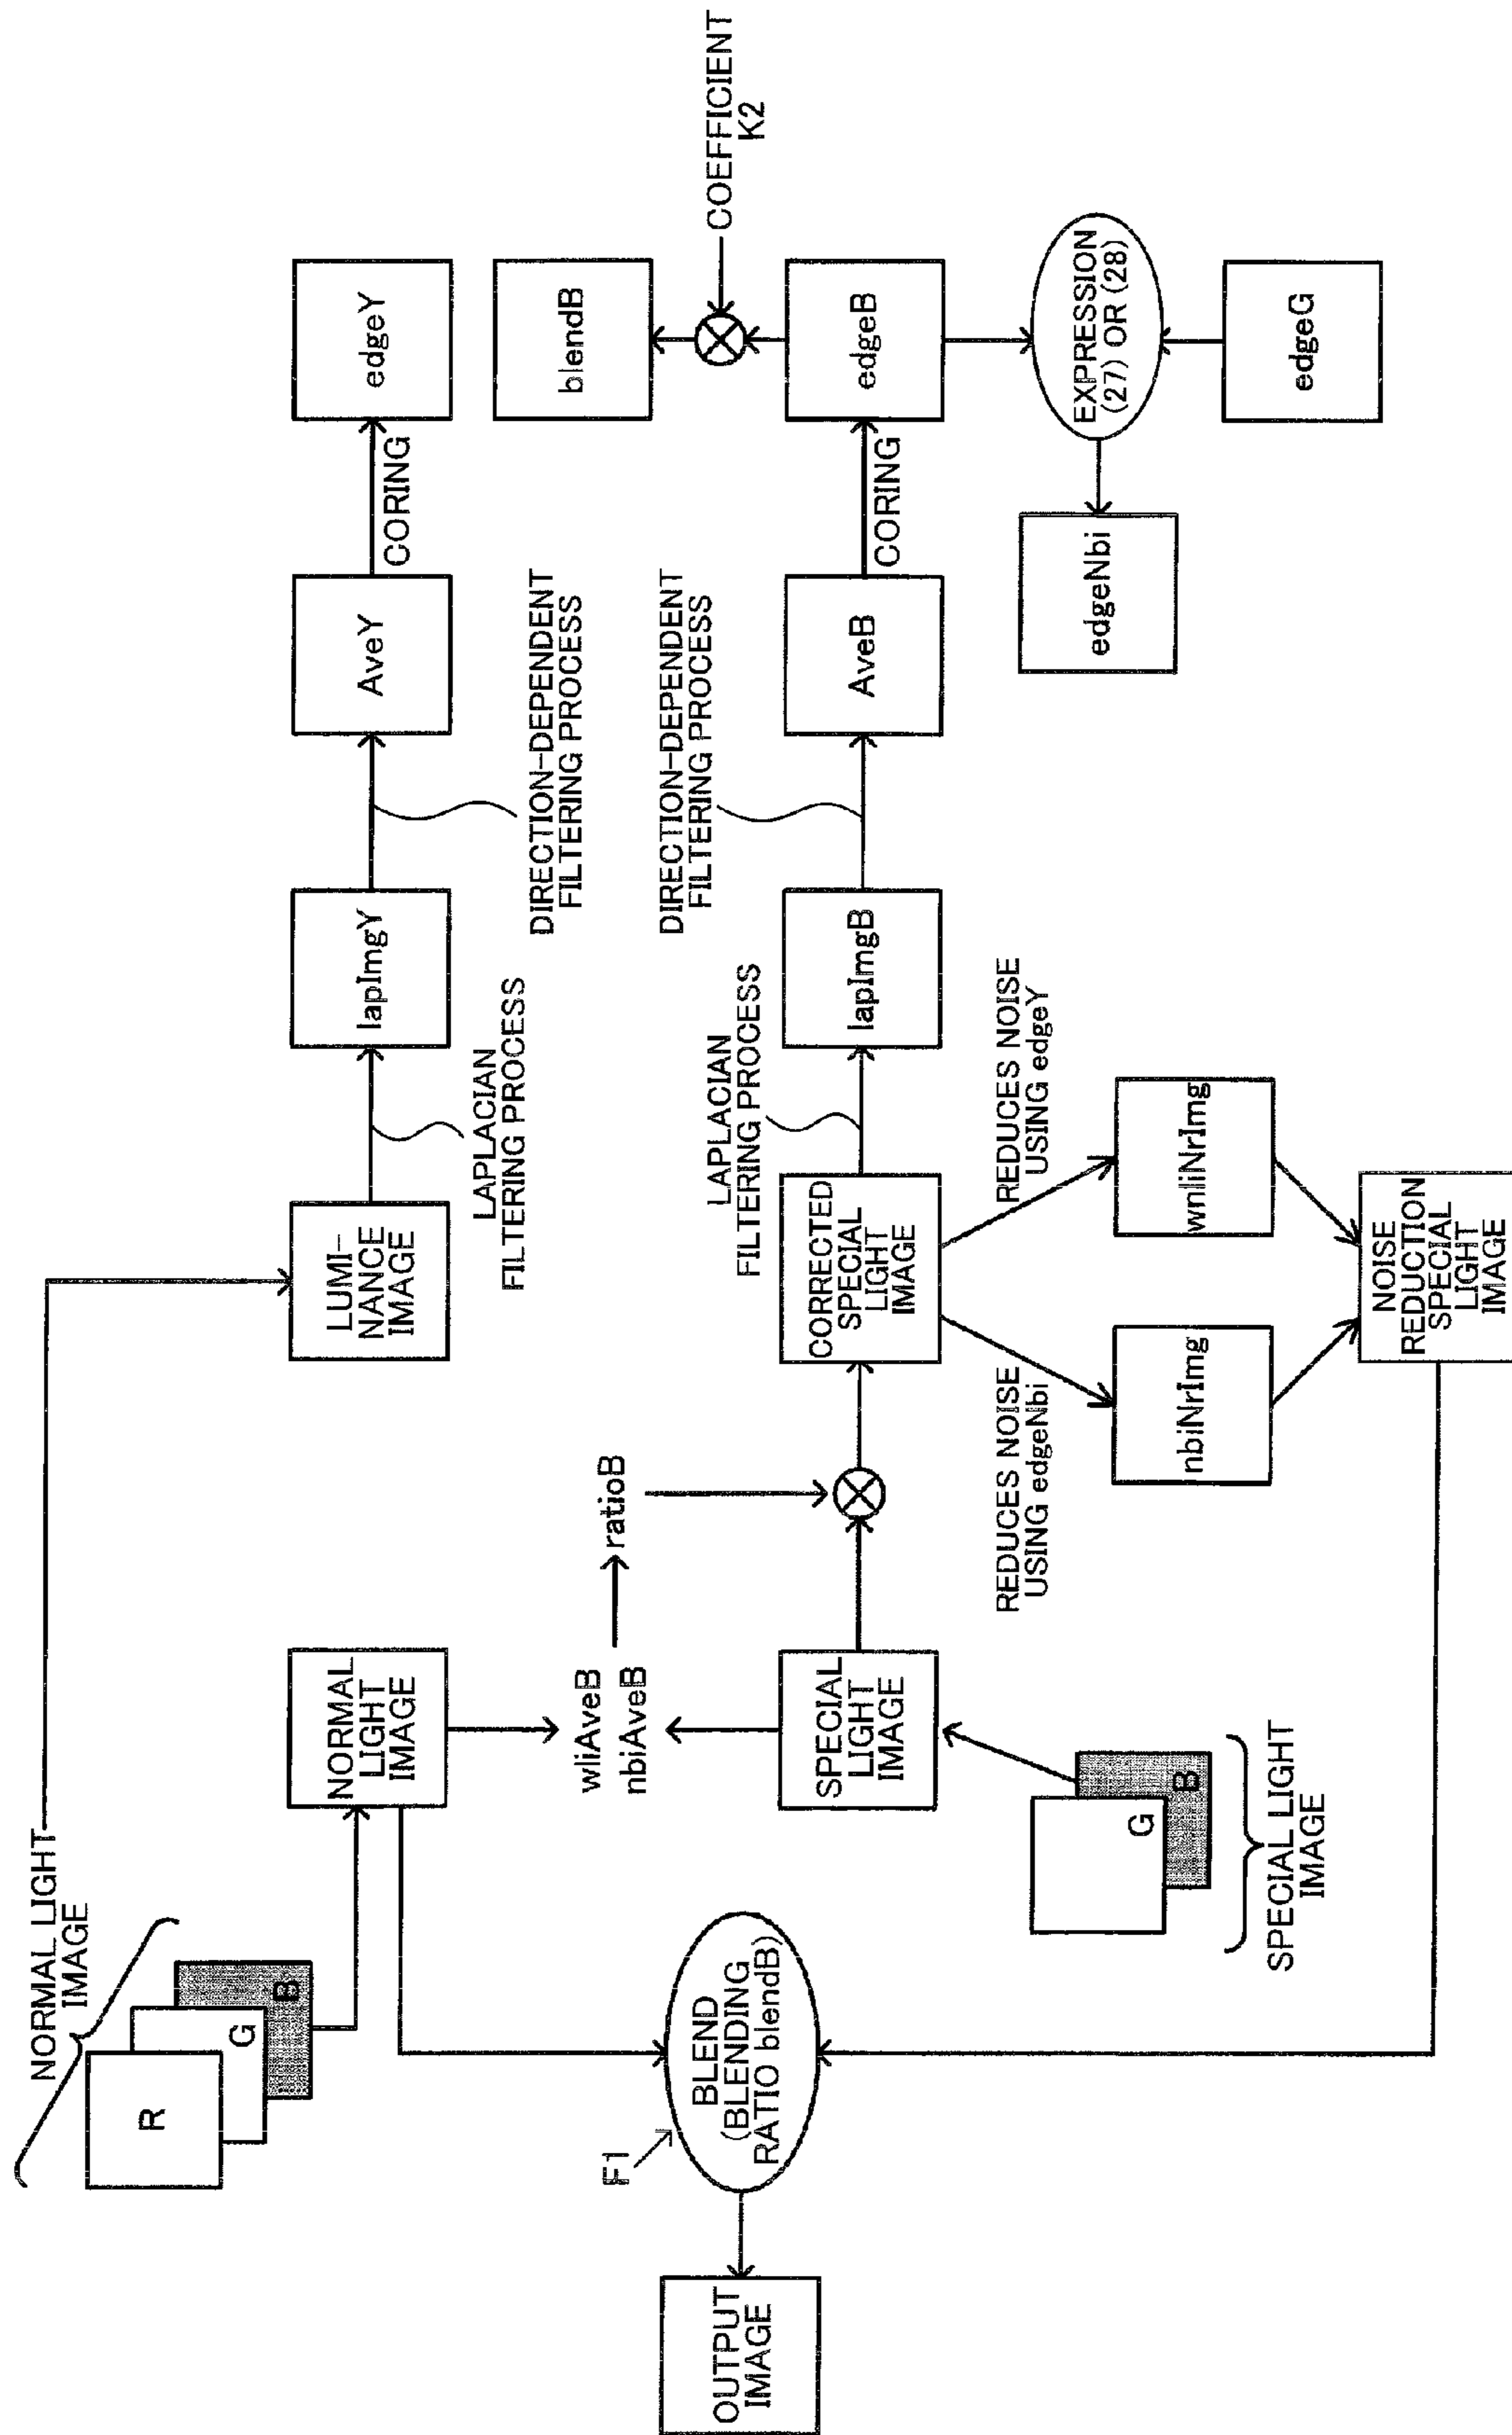 NORMAL LIGHT
IMAGE
R
G
B
NORMAL
LIGHT
IMAGE
LUMI-
NANCE
IMAGE
LAPLACIAN
FILTERING PROCESS
lapImgY
DIRECTION-DEPENDENT
FILTERING PROCESS
AveY
CORING
edgeY
F1
BLEND
(BLENDING
RATIO blendB)
OUTPUT
IMAGE
wliAveB
nbiAveB
ratioB
SPECIAL
LIGHT
IMAGE
G
B
SPECIAL LIGHT
IMAGE
CORRECTED
SPECIAL
LIGHT
IMAGE
LAPLACIAN
FILTERING PROCESS
lapImgB
DIRECTION-DEPENDENT
FILTERING PROCESS
AveB
CORING
edgeB
blendB
COEFFICIENT
K2
EXPRESSION
(27) OR (28)
edgeG
edgeNbi
REDUCES NOISE
USING edgeNbi
REDUCES NOISE
USING edgeY
nbiNrImg
wnliNrImg
NOISE
REDUCTION
SPECIAL
LIGHT
IMAGE